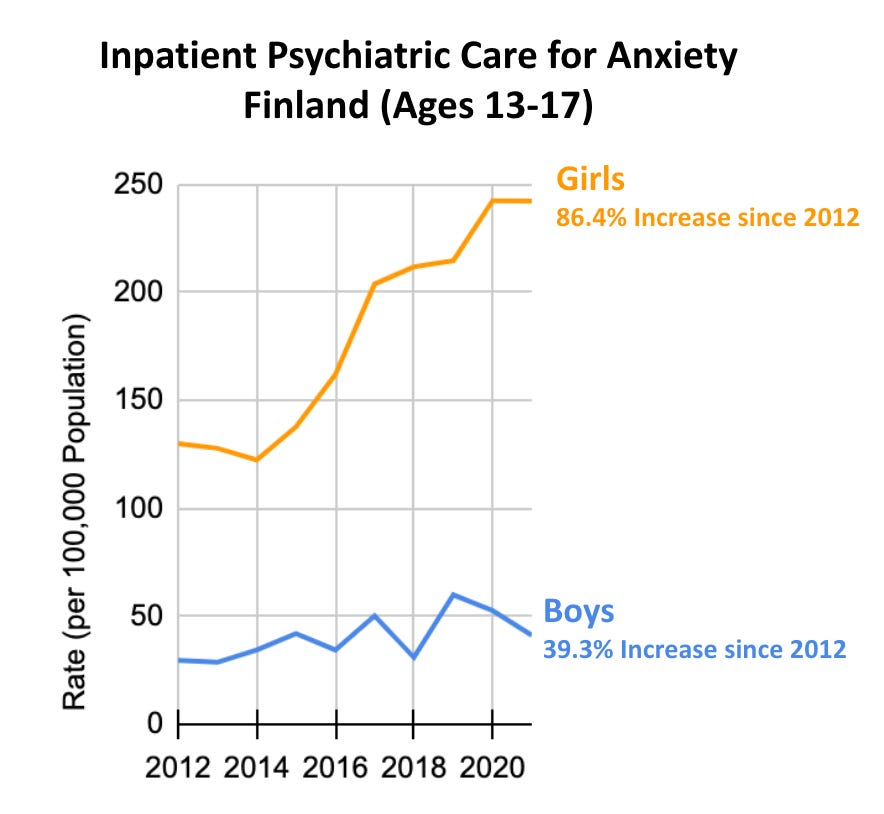 Inpatient Psychiatric Care for Anxiety
Finland (Ages 13-17)
Girls
86.4% Increase since 2012
250
200
150
100
50
0
Rate (per 100,000 Population)
Boys
39.3% Increase since 2012
2012 2014 2016 2018 2020